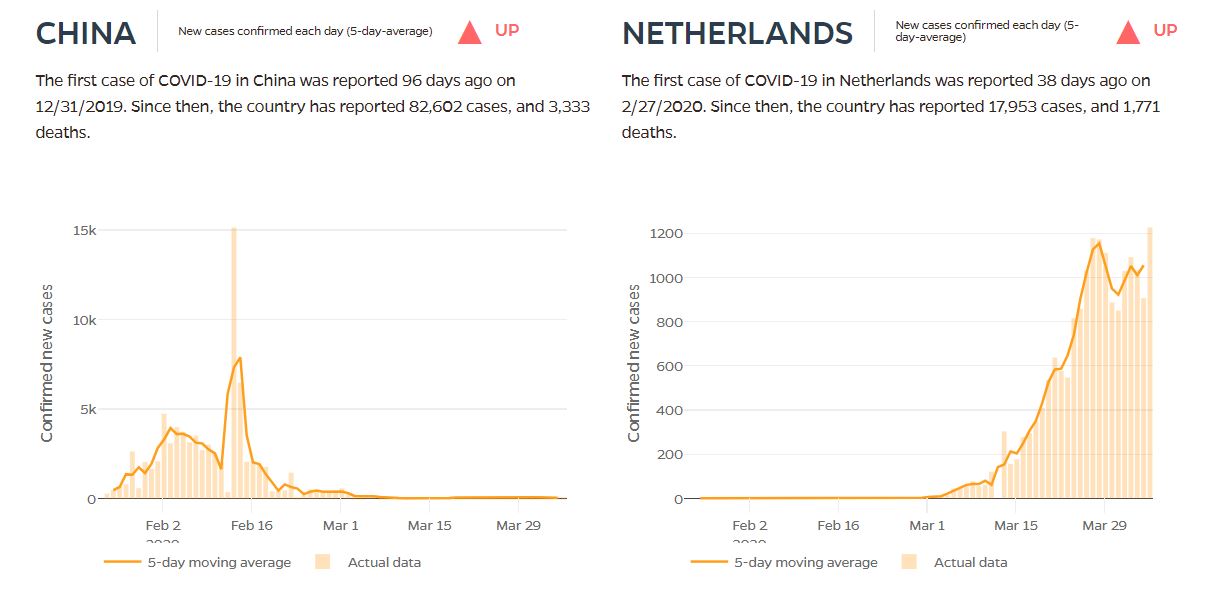 CHINA
New cases confirmed each day (5-day-average)
UP
The first case of COVID-19 in China was reported 96 days ago on
12/31/2019. Since then, the country has reported 82,602 cases, and 3,333
deaths.
15k
10k
5k
0
Confirmed new cases
Feb 2
2020
Feb 16
Mar 1
Mar 15
Mar 29
5-day moving average
Actual data
NETHERLANDS
New cases confirmed each day (5-
day-average)
UP
The first case of COVID-19 in Netherlands was reported 38 days ago on
2/27/2020. Since then, the country has reported 17,953 cases, and 1,771
deaths.
1200
1000
800
600
400
200
0
Confirmed new cases
Feb 2
2020
Feb 16
Mar 1
Mar 15
Mar 29
5-day moving average
Actual data